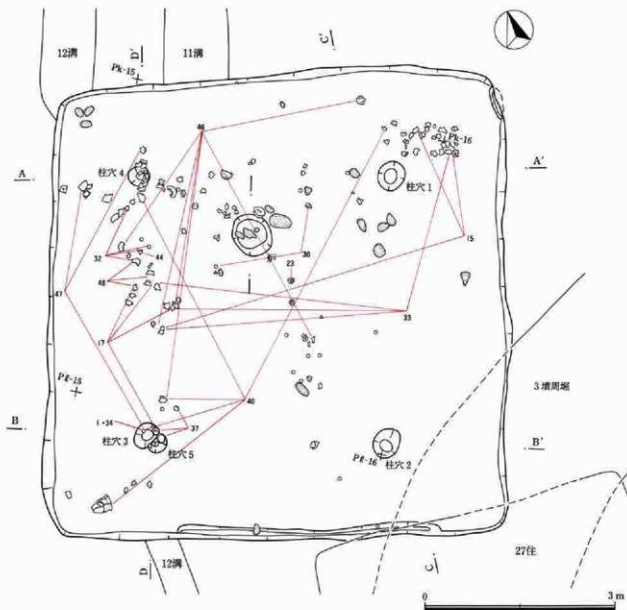 12溝
Pk-15
D'
11溝
C'
46
Pk-16
A
柱穴 4
柱穴 1
A'
15
32
44
30
23
48
47
33
17
Pℓ-15
3墳周堀
40
B
1・34
37
柱穴 3
柱穴 5
Pℓ-16
柱穴 2
B'
D
12溝
C
27住
0
3 m